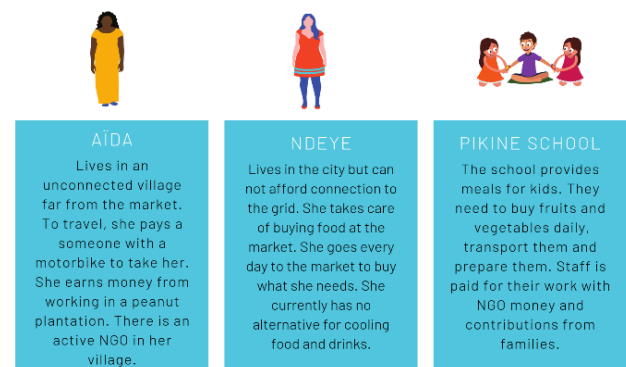 AÏDA
Lives in an
unconnected village
far from the market.
To travel, she pays a
someone with a
motorbike to take her.
She earns money from
working in a peanut
plantation. There is an
active NGO in her
village.
NDEYE
Lives in the city but can
not afford connection to
the grid. She takes care
of buying food at the
market. She goes every
day to the market to buy
what she needs. She
currently has no
alternative for cooling
food and drinks.
PIKINE SCHOOL
The school provides
meals for kids. They
need to buy fruits and
vegetables daily,
transport them and
prepare them. Staff is
paid for their work with
NGO money and
contributions from
families.